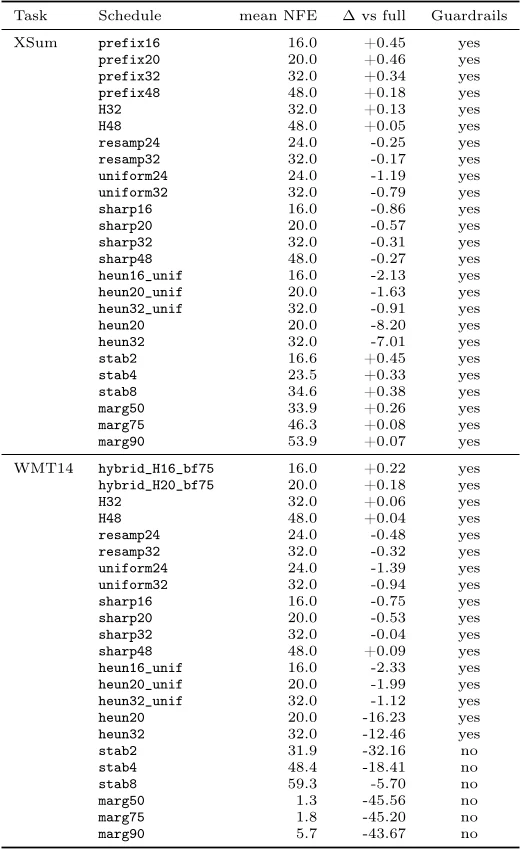 Task Schedule mean NFE Δ vs full Guardrails
XSum prefix16 16.0 +0.45 yes
prefix20 20.0 +0.46 yes
prefix32 32.0 +0.34 yes
prefix48 48.0 +0.18 yes
H32 32.0 +0.13 yes
H48 48.0 +0.05 yes
resamp24 24.0 -0.25 yes
resamp32 32.0 -0.17 yes
uniform24 24.0 -1.19 yes
uniform32 32.0 -0.79 yes
sharp16 16.0 -0.86 yes
sharp20 20.0 -0.57 yes
sharp32 32.0 -0.31 yes
sharp48 48.0 -0.27 yes
heun16_unif 16.0 -2.13 yes
heun20_unif 20.0 -1.63 yes
heun32_unif 32.0 -0.91 yes
heun20 20.0 -8.20 yes
heun32 32.0 -7.01 yes
stab2 16.6 +0.45 yes
stab4 23.5 +0.33 yes
stab8 34.6 +0.38 yes
marg50 33.9 +0.26 yes
marg75 46.3 +0.08 yes
marg90 53.9 +0.07 yes
WMT14 hybrid_H16_bf75 16.0 +0.22 yes
hybrid_H20_bf75 20.0 +0.18 yes
H32 32.0 +0.06 yes
H48 48.0 +0.04 yes
resamp24 24.0 -0.48 yes
resamp32 32.0 -0.32 yes
uniform24 24.0 -1.39 yes
uniform32 32.0 -0.94 yes
sharp16 16.0 -0.75 yes
sharp20 20.0 -0.53 yes
sharp32 32.0 -0.04 yes
sharp48 48.0 +0.09 yes
heun16_unif 16.0 -2.33 yes
heun20_unif 20.0 -1.99 yes
heun32_unif 32.0 -1.12 yes
heun20 20.0 -16.23 yes
heun32 32.0 -12.46 yes
stab2 31.9 -32.16 no
stab4 48.4 -18.41 no
stab8 59.3 -5.70 no
marg50 1.3 -45.56 no
marg75 1.8 -45.20 no
marg90 5.7 -43.67 no